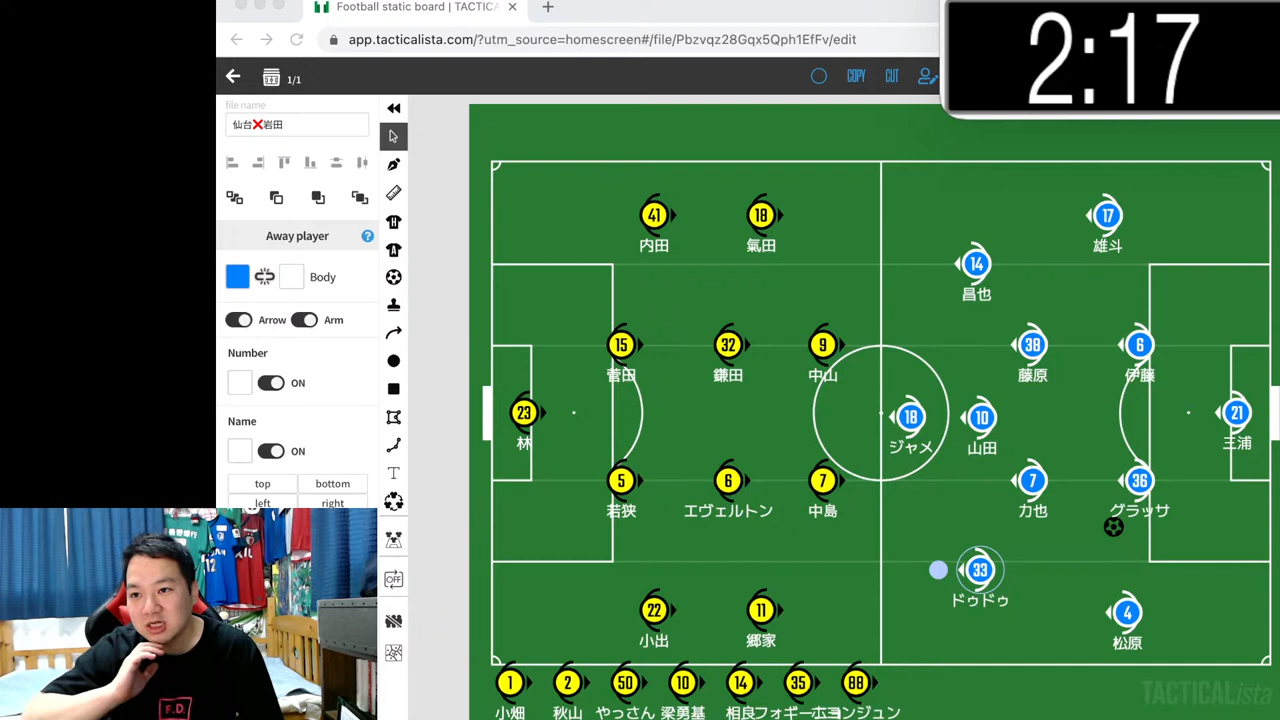 Football static board | TACTICA
2:17
app.tacticalista.com/?utm_source=homescreen#/file/Pbzvqz28Gqx5Qph1EfFv/edit
1/1
COPY
CUT
file name
仙台❌岩田
Away player
?
Body
Arrow
Arm
Number
ON
Name
ON
top
bottom
left
right
H
A
T
OFF
41
内田
18
氣田
17
雄斗
14
昌也
15
菅田
32
鎌田
9
中山
38
藤原
6
伊藤
23
林
18
ジャメ
10
山田
21
三浦
5
若狭
6
エヴェルトン
7
中島
7
力也
36
グラッサ
33
ドゥドゥ
22
小出
11
郷家
4
松原
1
小畑
2
秋山
50
やっさん
10
梁勇基
14
相良
35
フォギーニョ
88
ホヨンジュン
F.D.
TACTICALista